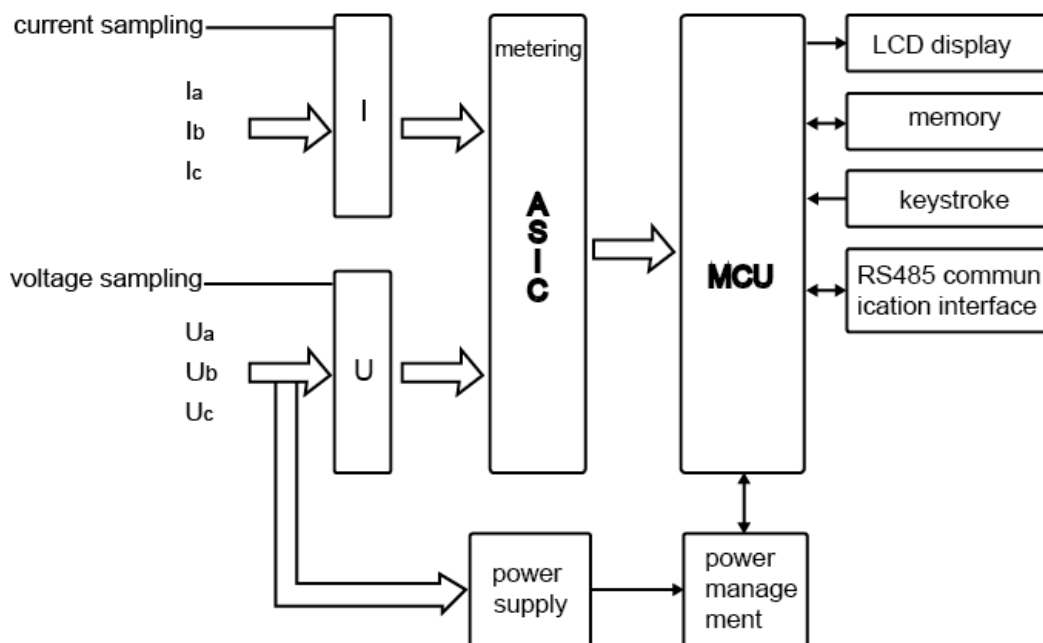 current sampling
Ia
Ib
Ic
I
metering
ASIC
MCU
LCD display
memory
keystroke
RS485 commun
ication interface
voltage sampling
Ua
Ub
Uc
U
power
supply
power
manage
ment